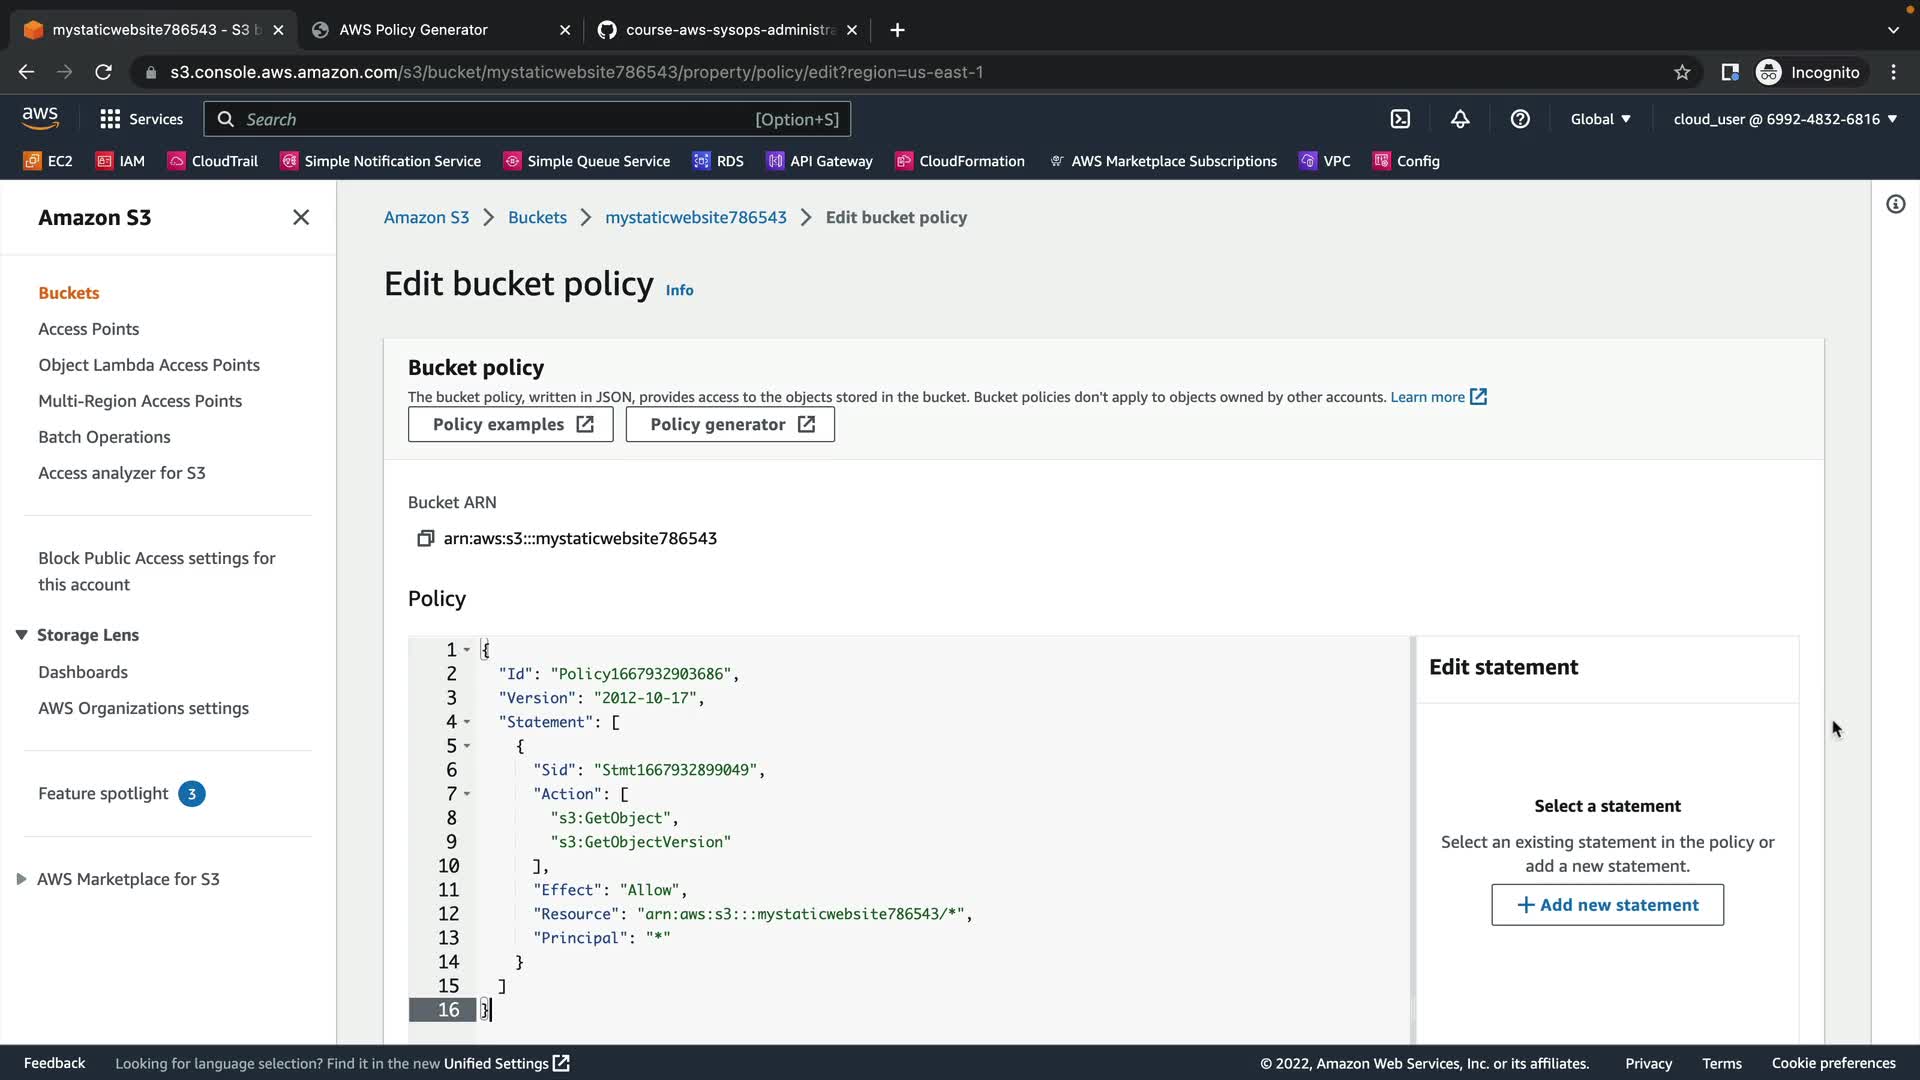 mystaticwebsite786543 - S3 b
AWS Policy Generator
course-aws-sysops-administra
s3.console.aws.amazon.com/s3/bucket/mystaticwebsite786543/property/policy/edit?region=us-east-1
Incognito
aws
Services
Search
[Option+S]
Global
cloud_user @ 6992-4832-6816
EC2
IAM
CloudTrail
Simple Notification Service
Simple Queue Service
RDS
API Gateway
CloudFormation
AWS Marketplace Subscriptions
VPC
Config
Amazon S3
Buckets
Access Points
Object Lambda Access Points
Multi-Region Access Points
Batch Operations
Access analyzer for S3
Block Public Access settings for
this account
Storage Lens
Dashboards
AWS Organizations settings
Feature spotlight 3
AWS Marketplace for S3
Amazon S3 > Buckets > mystaticwebsite786543 > Edit bucket policy
Edit bucket policy Info
Bucket policy
The bucket policy, written in JSON, provides access to the objects stored in the bucket. Bucket policies don't apply to objects owned by other accounts. Learn more
Policy examples
Policy generator
Bucket ARN
arn:aws:s3:::mystaticwebsite786543
Policy
1 {
2 "Id": "Policy1667932903686",
3 "Version": "2012-10-17",
4 "Statement": [
5 {
6 "Sid": "Stmt1667932899049",
7 "Action": [
8 "s3:GetObject",
9 "s3:GetObjectVersion"
10 ],
11 "Effect": "Allow",
12 "Resource": "arn:aws:s3:::mystaticwebsite786543/*",
13 "Principal": "*"
14 }
15 ]
16 }
Edit statement
Select a statement
Select an existing statement in the policy or
add a new statement.
+ Add new statement
Feedback
Looking for language selection? Find it in the new Unified Settings
© 2022, Amazon Web Services, Inc. or its affiliates.
Privacy
Terms
Cookie preferences